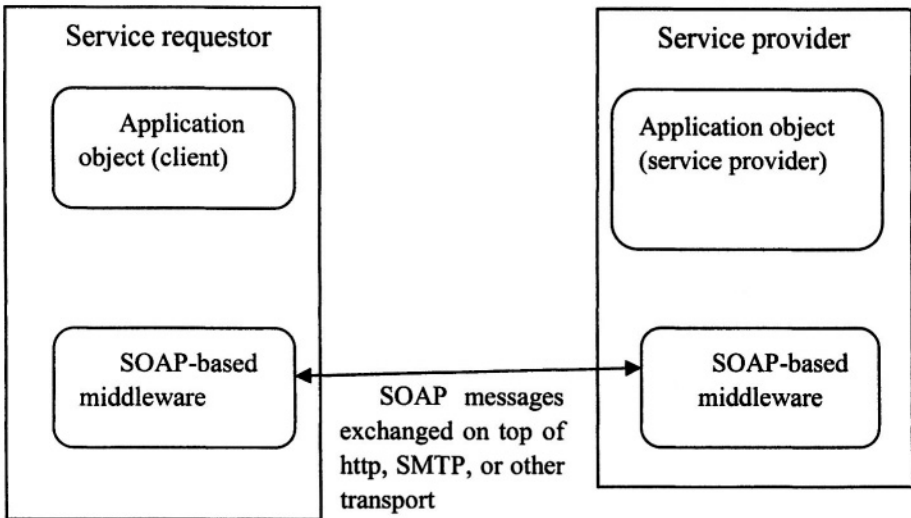 Service requestor
Application
object (client)
SOAP-based
middleware
SOAP messages
exchanged on top of
http, SMTP, or other
transport
Service provider
Application object
(service provider)
SOAP-based
middleware